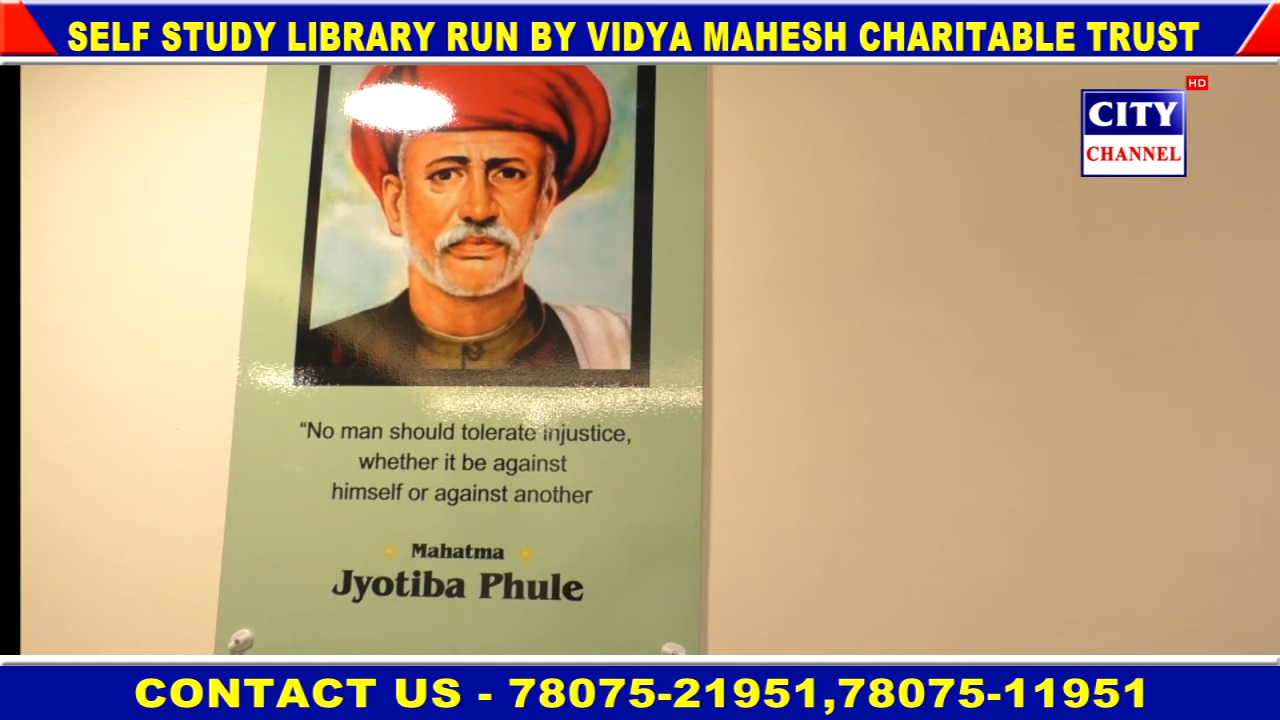 SELF STUDY LIBRARY RUN BY VIDYA MAHESH CHARITABLE TRUST
HD
CITY
CHANNEL
“No man should tolerate injustice,
whether it be against
himself or against another
Mahatma
Jyotiba Phule
CONTACT US - 78075-21951,78075-11951